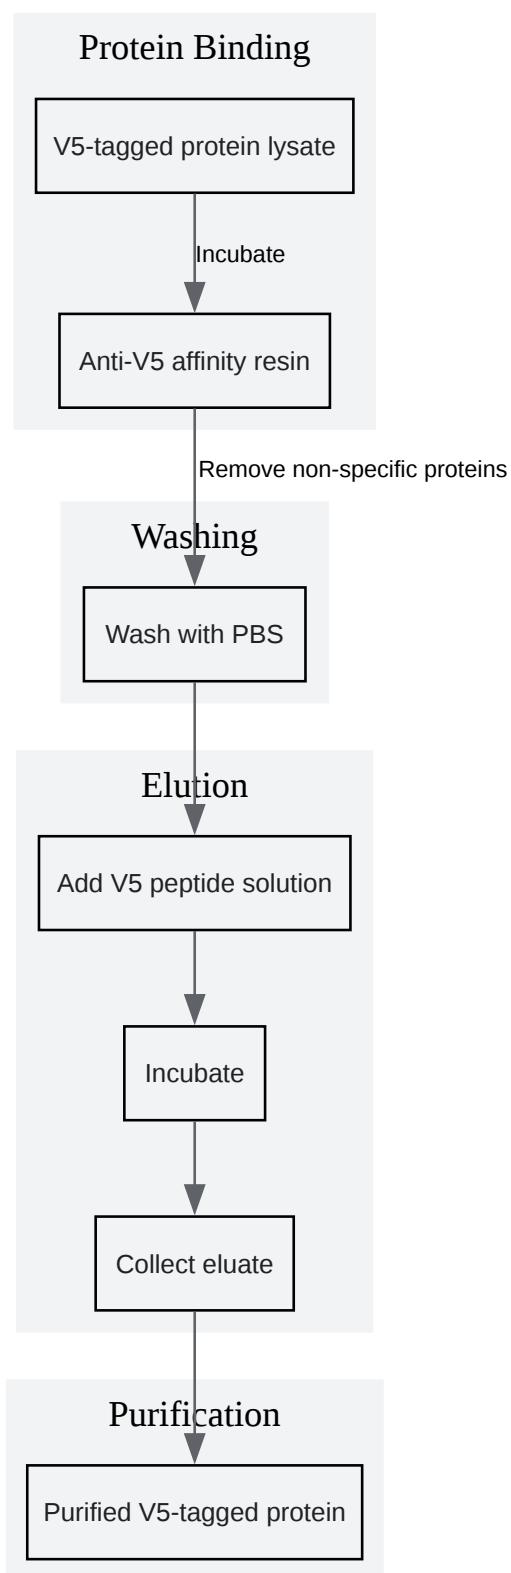 Protein Binding
V5-tagged protein lysate
Incubate
Anti-V5 affinity resin
Remove non-specific proteins
Washing
Wash with PBS
Elution
Add V5 peptide solution
Incubate
Collect eluate
Purification
Purified V5-tagged protein